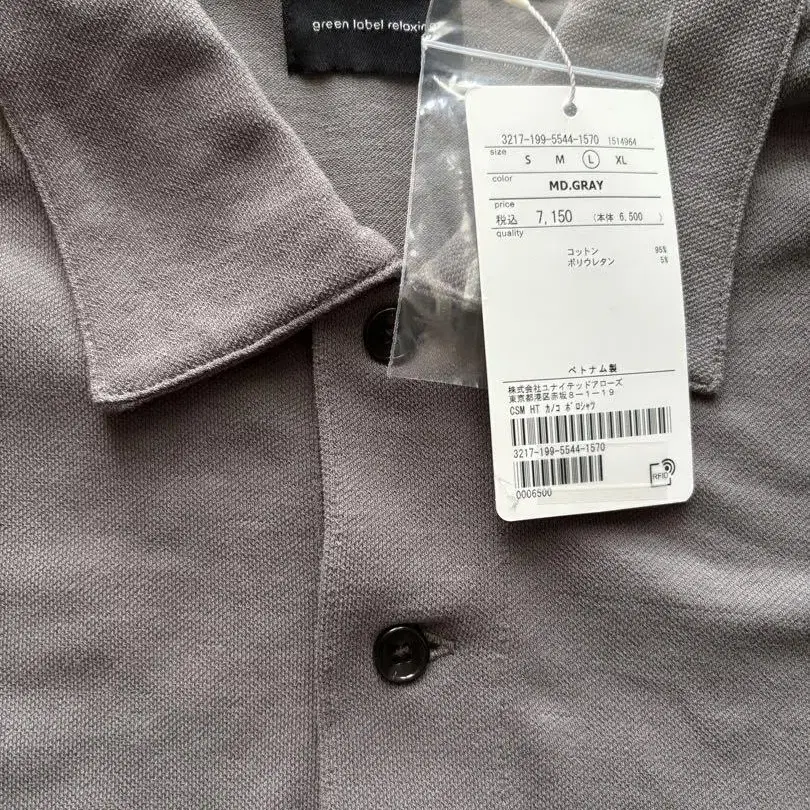 green label relaxin
3217-199-5544-1570 1514964
size S M L XL
color
MD.GRAY
price
税込 7,150 (本体 6,500 )
quality
コットン 95%
ポリウレタン 5%
ベトナム製
株式会社ユナイテッドアローズ
東京都港区赤坂8-1-19
CSM HT カノコ ポロシャツ
3217-199-5544-1570
0006500
RFID